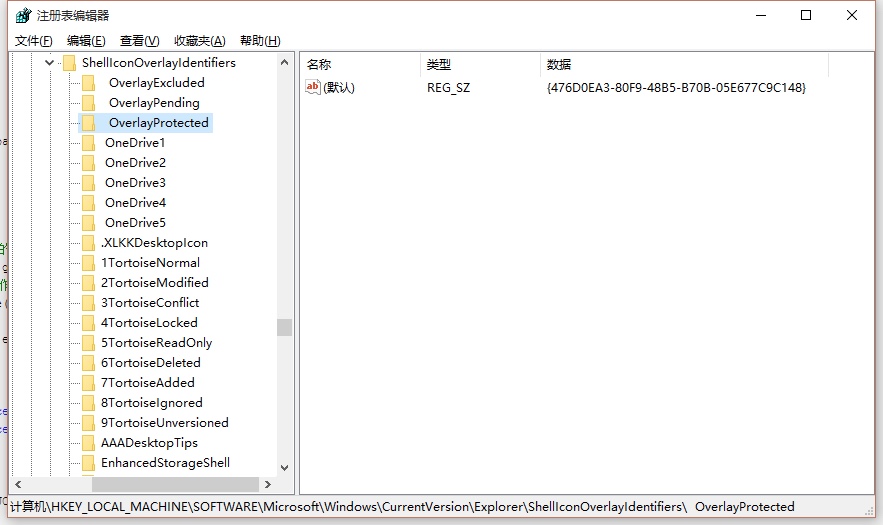 注册表编辑器
文件(F) 编辑(E) 查看(V) 收藏夹(A) 帮助(H)
名称 类型 数据
(默认) REG_SZ {476D0EA3-80F9-48B5-B70B-05E677C9C148}
ShellIconOverlayIdentifiers
OverlayExcluded
OverlayPending
OverlayProtected
OneDrive1
OneDrive2
OneDrive3
OneDrive4
OneDrive5
.XLKKDesktopIcon
1TortoiseNormal
2TortoiseModified
3TortoiseConflict
4TortoiseLocked
5TortoiseReadOnly
6TortoiseDeleted
7TortoiseAdded
8TortoiseIgnored
9TortoiseUnversioned
AAADesktopTips
EnhancedStorageShell
计算机\HKEY_LOCAL_MACHINE\SOFTWARE\Microsoft\Windows\CurrentVersion\Explorer\ShellIconOverlayIdentifiers\ OverlayProtected